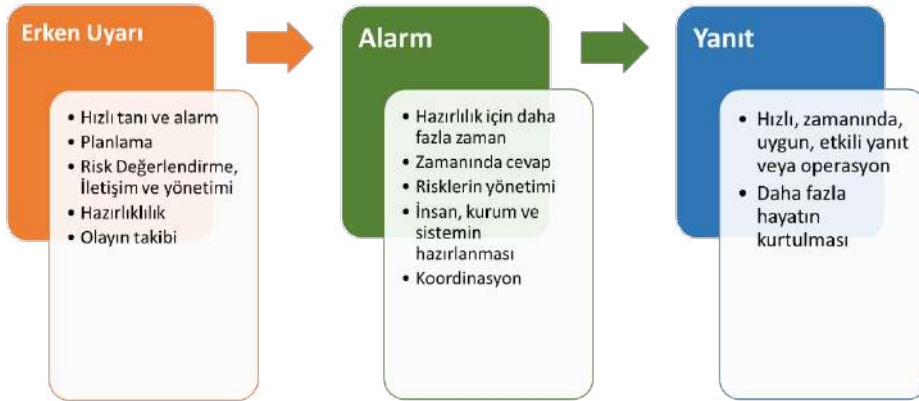 Erken Uyarı
• Hızlı tanı ve alarm
• Planlama
• Risk Değerlendirme,
İletişim ve yönetimi
• Hazırlıklılık
• Olayın takibi
Alarm
• Hazırlılık için daha
fazla zaman
• Zamanında cevap
• Risklerin yönetimi
• İnsan, kurum ve
sistemin
hazırlanması
• Koordinasyon
Yanıt
• Hızlı, zamanında,
uygun, etkili yanıt
veya operasyon
• Daha fazla
hayatın
kurtulması